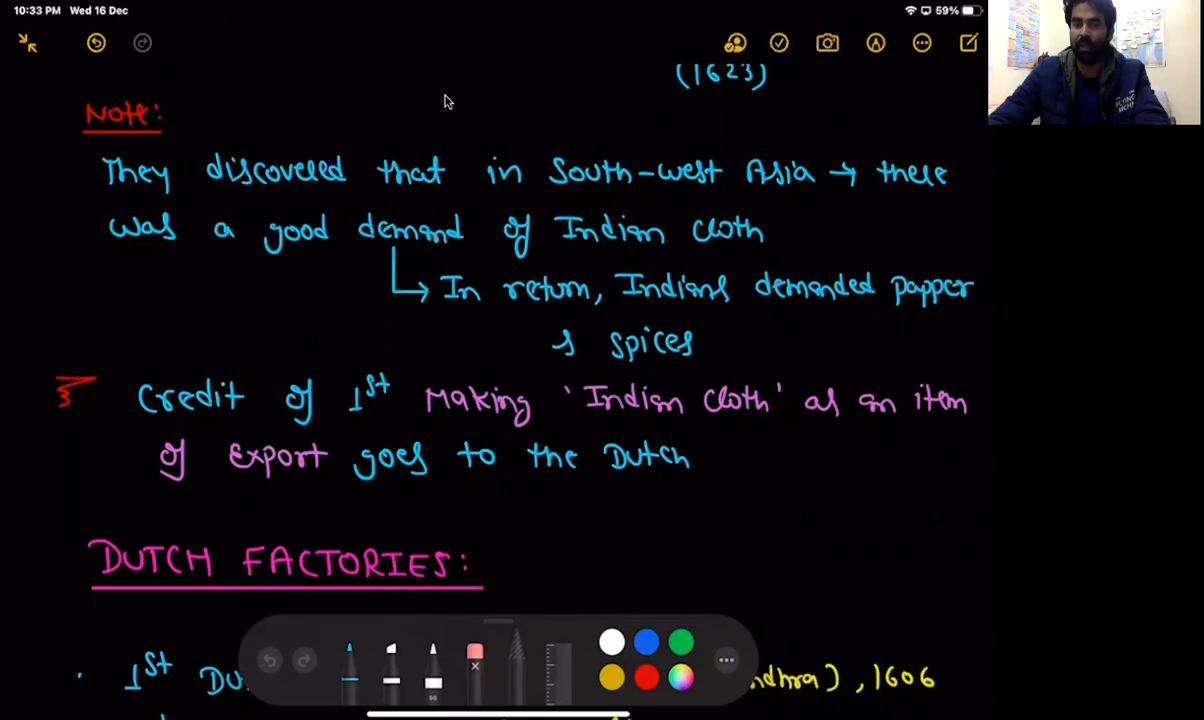 10:33 PM Wed 16 Dec
59%
(1623)
Note:
They discovered that in South-west Asia → there
was a good demand of Indian cloth
In return, Indians demanded papper
& spices
Credit of 1st Making 'Indian Cloth' as an item
of Export goes to the Dutch
DUTCH FACTORIES:
1st Du
ndhra), 1606
FLYING